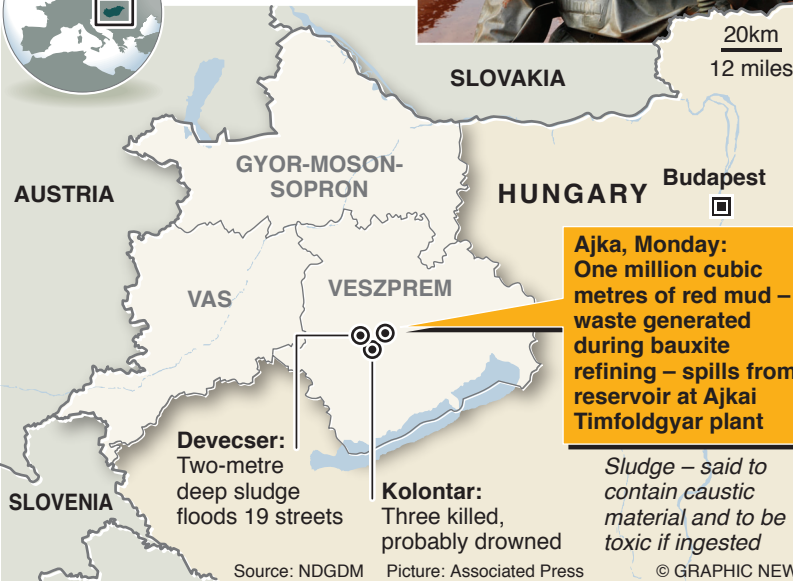 20km
12 miles
SLOVAKIA
GYOR-MOSON-
SOPRON
AUSTRIA
HUNGARY
Budapest
VAS
VESZPREM
Ajka, Monday:
One million cubic
metres of red mud –
waste generated
during bauxite
refining – spills from
reservoir at Ajkai
Timfoldgyar plant
Devecser:
Two-metre
deep sludge
floods 19 streets
Kolontar:
Three killed,
probably drowned
Sludge – said to
contain caustic
material and to be
toxic if ingested
SLOVENIA
Source: NDGDM
Picture: Associated Press
© GRAPHIC NEW